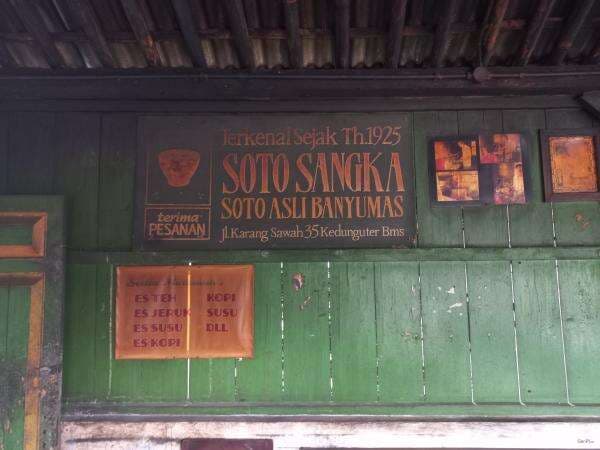 Terkenal Sejak Th.1925
SOTO SANGKA
SOTO ASLI BANYUMAS
Jl.Karang Sawah 35 Kedunguter Bms
terima
PESANAN
ES TEH
ES JERUK
ES SUSU
ES KOPI
KOPI
SUSU
DLL